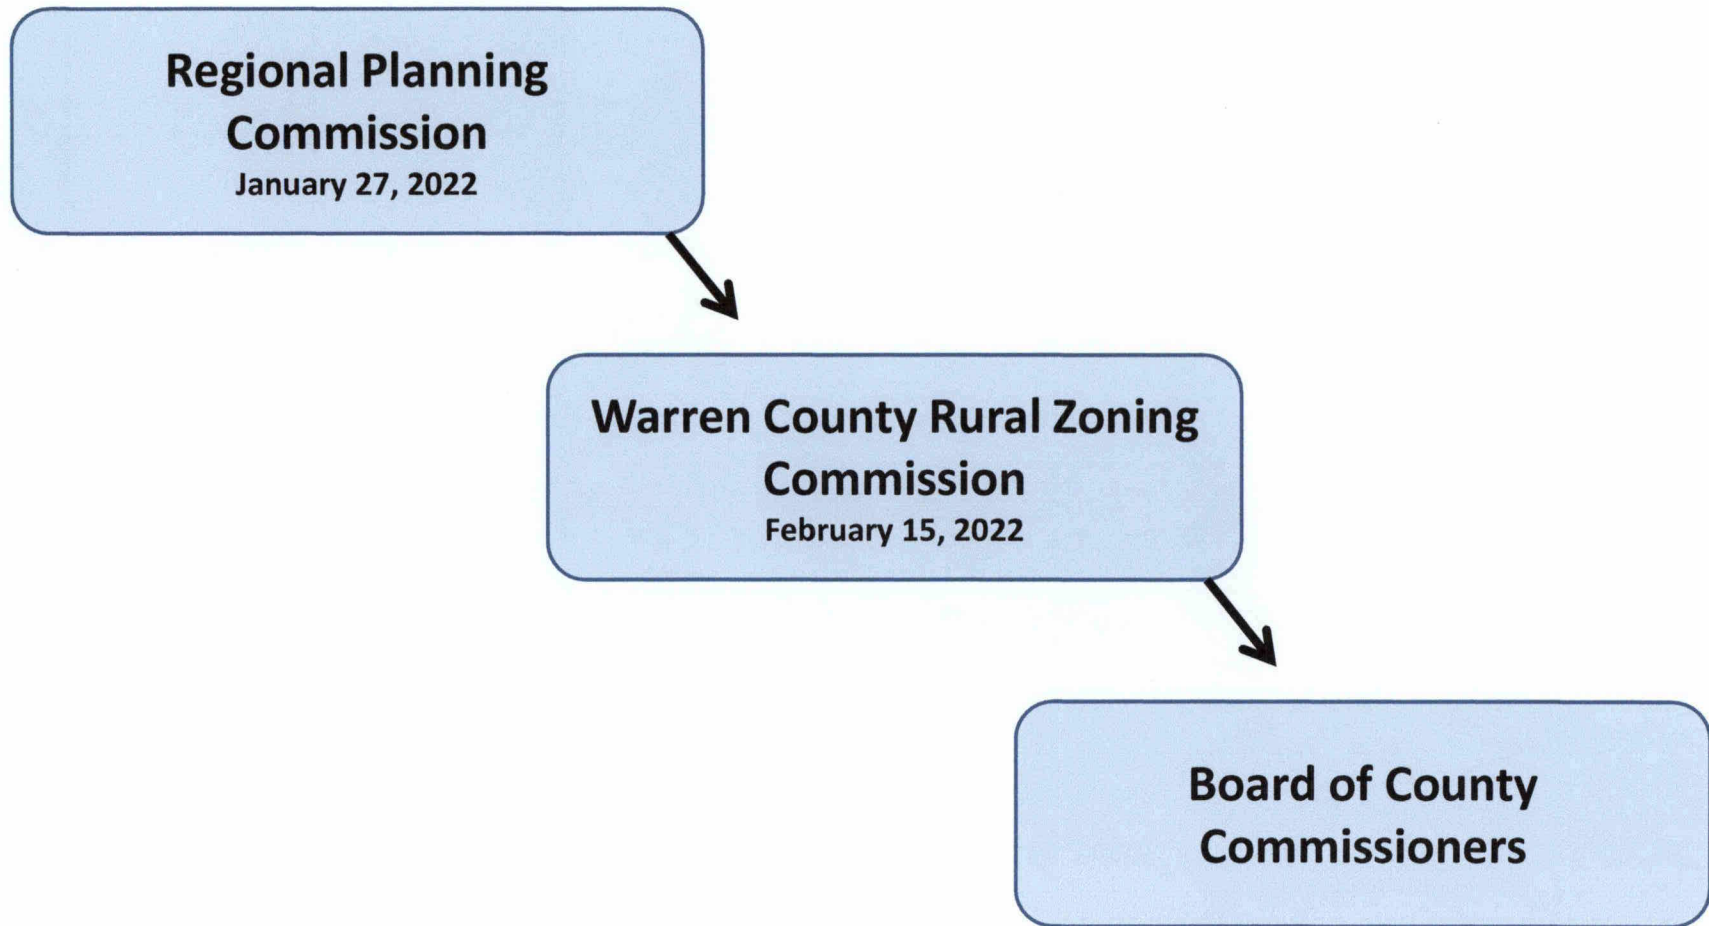 Regional Planning
Commission
January 27, 2022
Warren County Rural Zoning
Commission
February 15, 2022
Board of County
Commissioners